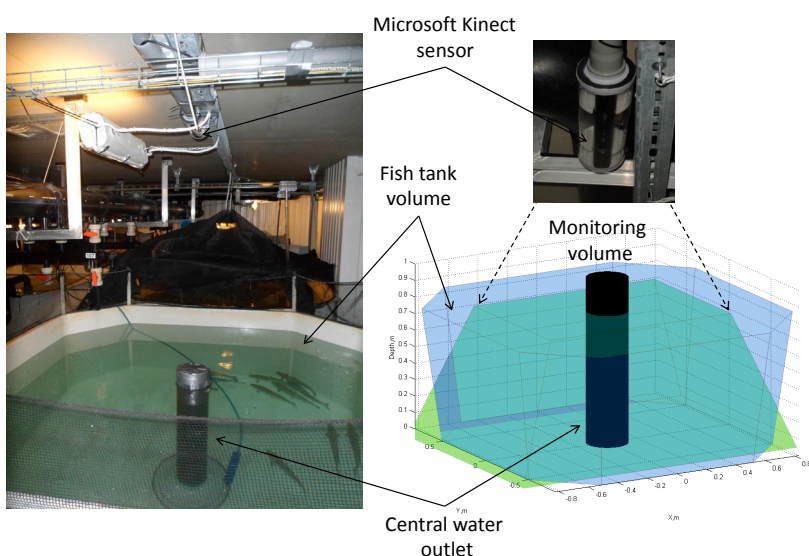 Microsoft Kinect
sensor
Fish tank
volume
Monitoring
volume
Depth,m
1
0.9
0.8
0.7
0.6
0.5
0.4
0.3
0.2
0.1
0
0.5
0
-0.5
Y,m
-0.8
-0.6
-0.4
-0.2
0
0.2
0.4
0.6
0.8
X,m
Central water
outlet